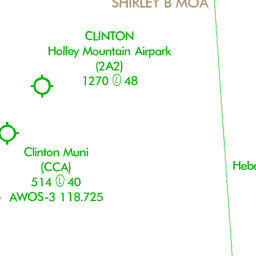 SHIRLEY B MOA
CLINTON
Holley Mountain Airpark
(2A2)
1270 Ⓛ 48
Clinton Muni
(CCA)
514 Ⓛ 40
AWOS-3 118.725
Hebe